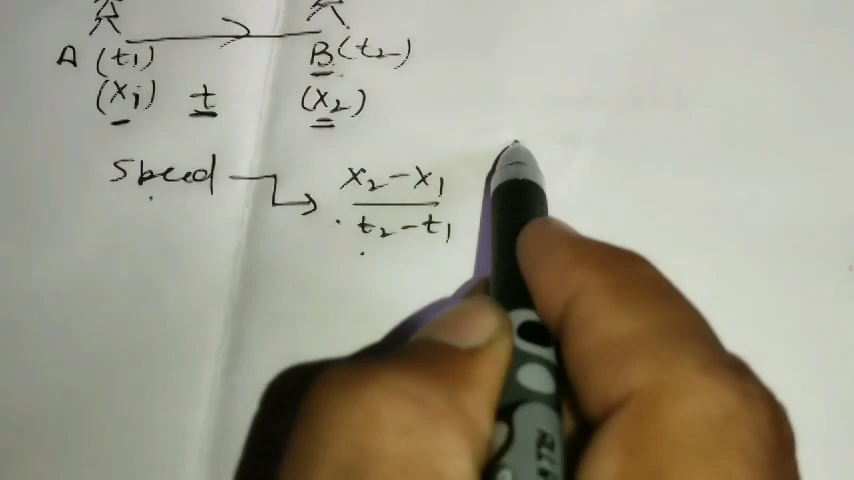 A (t1) B (t2)
(x1) t (x2)
Speed x2-x1
t2-t1